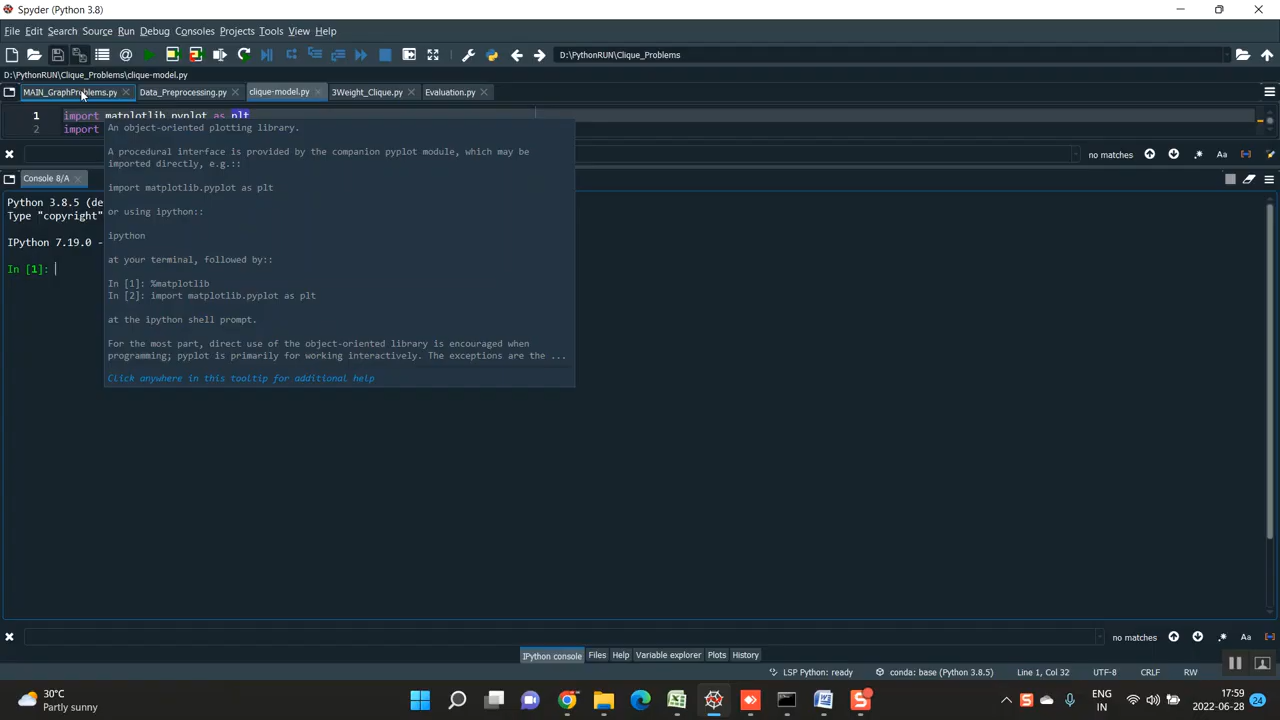 Spyder (Python 3.8)
File Edit Search Source Run Debug Consoles Projects Tools View Help
D:\PythonRUN\Clique_Problems
D:\PythonRUN\Clique_Problems\clique-model.py
MAIN_GraphProblems.py Data_Preprocessing.py clique-model.py 3Weight_Clique.py Evaluation.py
1 import matplotlib.pyplot as plt
2 import
An object-oriented plotting library.
no matches Aa
A procedural interface is provided by the companion pyplot module, which may be
imported directly, e.g.::
Console 8/A
import matplotlib.pyplot as plt
Python 3.8.5 (de
or using ipython::
Type "copyright"
ipython
IPython 7.19.0 -
at your terminal, followed by::
In [1]:
In [1]: %matplotlib
In [2]: import matplotlib.pyplot as plt
at the ipython shell prompt.
For the most part, direct use of the object-oriented library is encouraged when
programming; pyplot is primarily for working interactively. The exceptions are the ...
Click anywhere in this tooltip for additional help
no matches Aa
IPython console Files Help Variable explorer Plots History
LSP Python: ready conda: base (Python 3.8.5) Line 1, Col 32 UTF-8 CRLF RW
30°C
Partly sunny
ENG
IN
17:59
2022-06-28
24